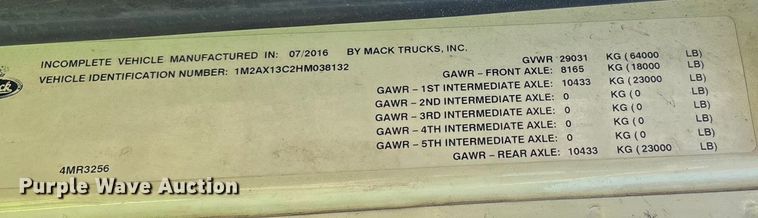 INCOMPLETE VEHICLE MANUFACTURED IN: 07/2016 BY MACK TRUCKS, INC.
VEHICLE IDENTIFICATION NUMBER: 1M2AX13C2HM038132
GVWR 29031 KG ( 64000 LB)
GAWR - FRONT AXLE: 8165 KG ( 18000 LB)
GAWR - 1ST INTERMEDIATE AXLE: 10433 KG ( 23000 LB)
GAWR - 2ND INTERMEDIATE AXLE: 0 KG ( 0 LB)
GAWR - 3RD INTERMEDIATE AXLE: 0 KG ( 0 LB)
GAWR - 4TH INTERMEDIATE AXLE: 0 KG ( 0 LB)
GAWR - 5TH INTERMEDIATE AXLE: 0 KG ( 0 LB)
GAWR - REAR AXLE: 10433 KG ( 23000 LB)
4MR3256
Purple Wave Auction